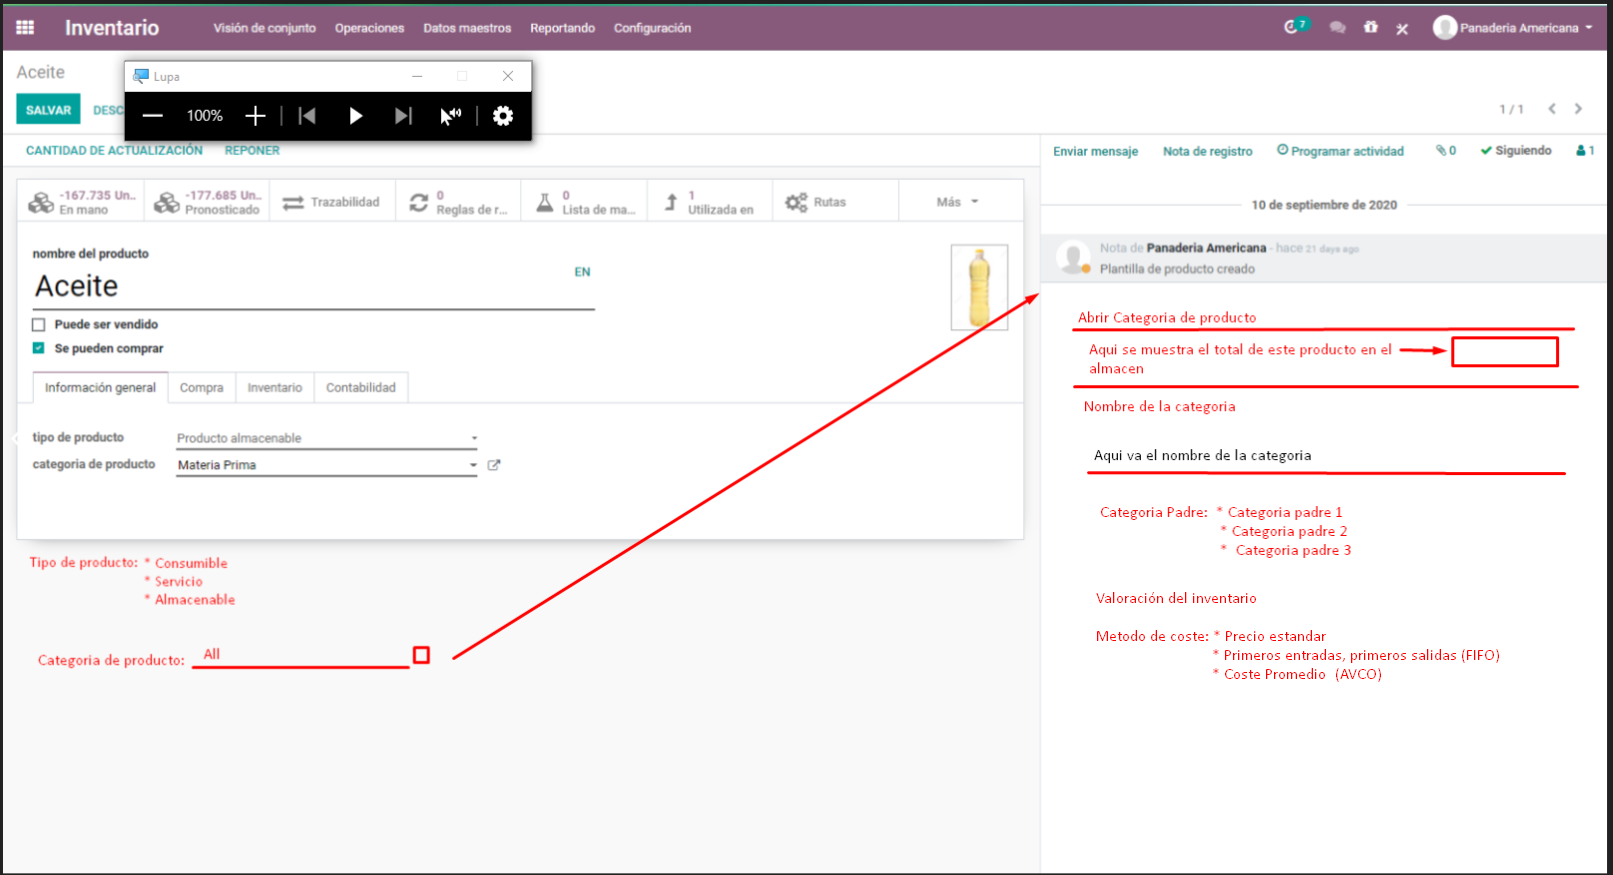 Inventario
Visión de conjunto Operaciones Datos maestros Reportando Configuración
7
Panaderia Americana
Aceite
Lupa
SALVAR DESC
100%
1 / 1
CANTIDAD DE ACTUALIZACIÓN REPONER
Enviar mensaje Nota de registro Programar actividad 0 Siguiendo 1
-167.735 Un..
En mano
-177.685 Un..
Pronosticado
Trazabilidad
0
Reglas de r...
0
Lista de ma...
1
Utilizada en
Rutas
Más
10 de septiembre de 2020
Nota de Panaderia Americana - hace 21 days ago
Plantilla de producto creado
nombre del producto
Aceite
EN
Puede ser vendido
Se pueden comprar
Información general Compra Inventario Contabilidad
tipo de producto Producto almacenable
categoria de producto Materia Prima
Tipo de producto: * Consumible
* Servicio
* Almacenable
Categoria de producto: All
Abrir Categoria de producto
Aqui se muestra el total de este producto en el
almacen
Nombre de la categoria
Aqui va el nombre de la categoria
Categoria Padre: * Categoria padre 1
* Categoria padre 2
* Categoria padre 3
Valoración del inventario
Metodo de coste: * Precio estandar
* Primeros entradas, primeros salidas (FIFO)
* Coste Promedio (AVCO)